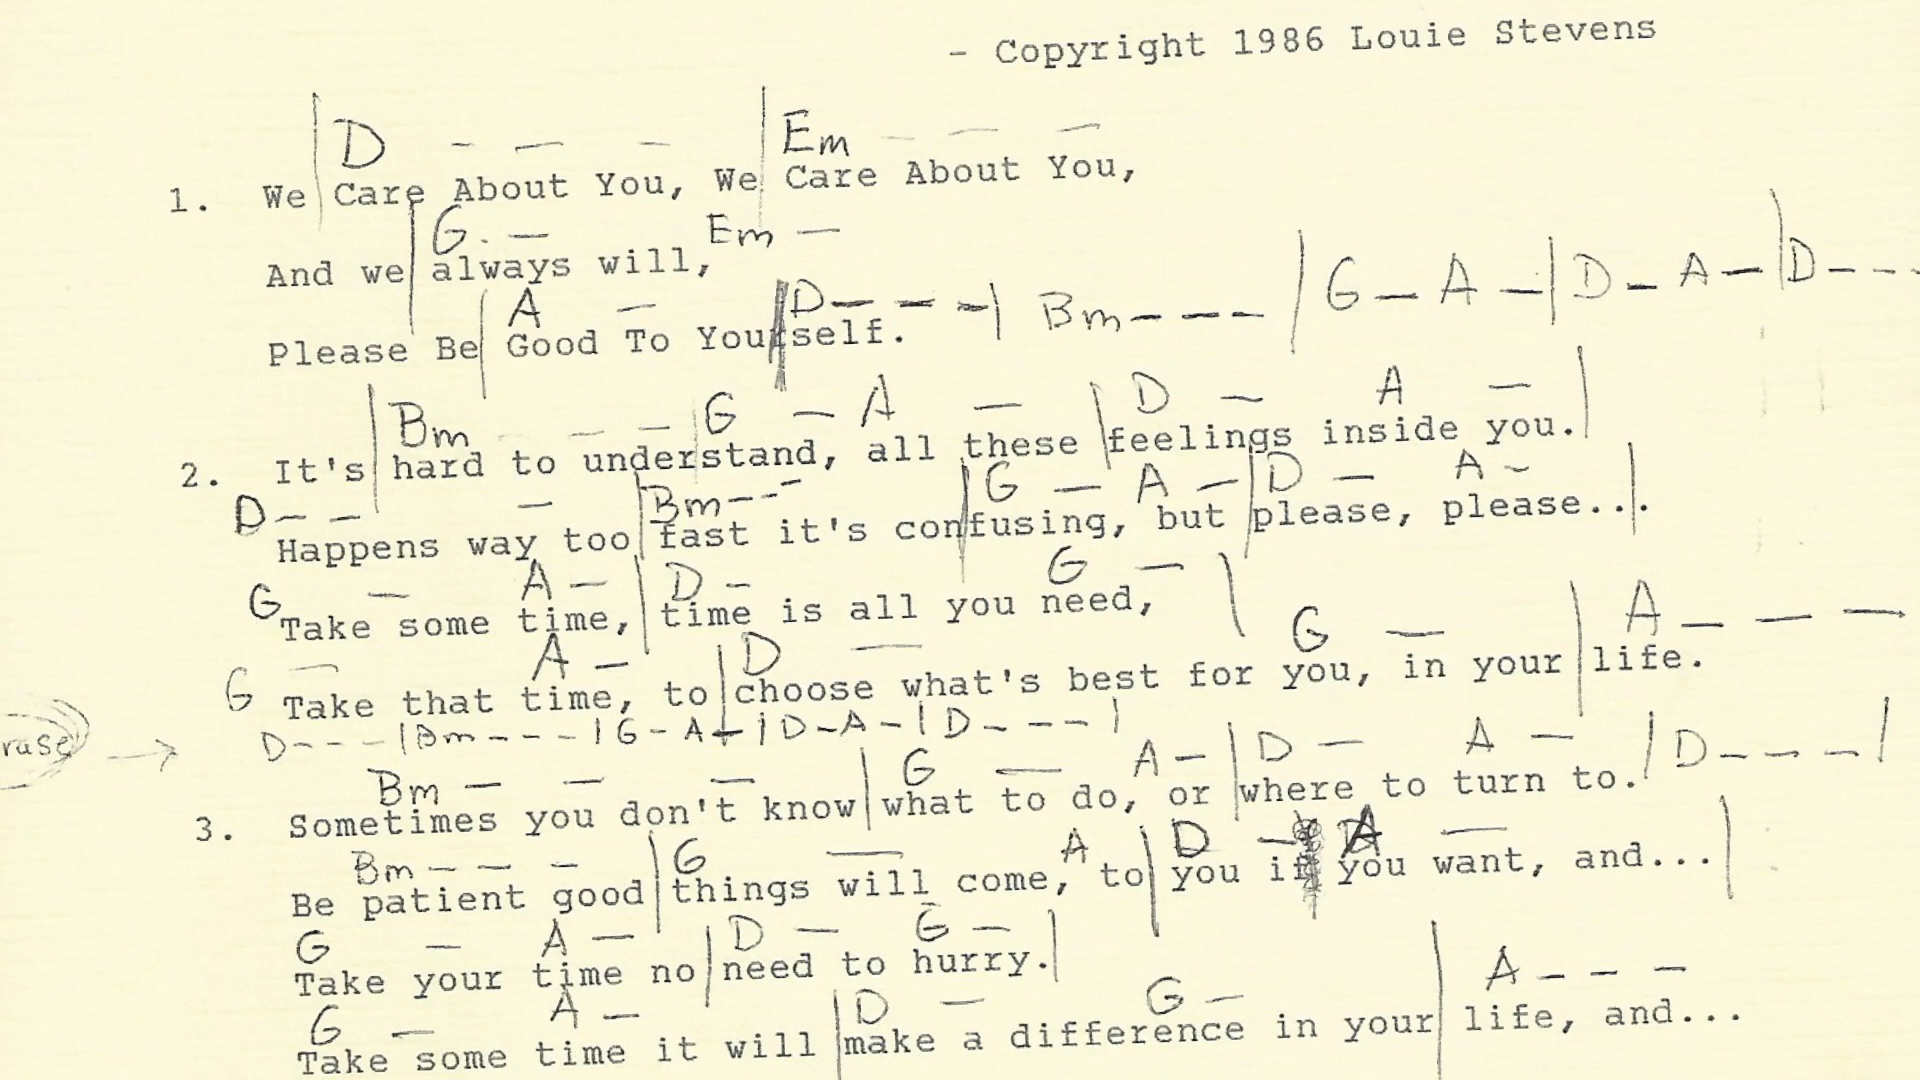 - Copyright 1986 Louie Stevens
| D - - - | Em - - -
1. We Care About You, We Care About You,
| G - Em -
And we always will,
| A - | D - - - | Bm - - - | G - A - | D - A - | D - - -
Please Be Good To Yourself.
| Bm - - - G - A - | D - A - |
2. It's hard to understand, all these feelings inside you.
D - - - | Bm - - - | G - A - | D - A - |
Happens way too fast it's confusing, but please, please...
G - A - | D - G - |
Take some time, time is all you need,
G - A - | D - G - | A - - -
Take that time, to choose what's best for you, in your life.
D - - - | Bm - - - - | G - A - | D - A - | D - - - |
Bm - - - | G - A - | D - A - | D - - - |
3. Sometimes you don't know what to do, or where to turn to.
Bm - - - | G - A | D - A - |
Be patient good things will come, to you if you want, and...
G - A - | D - G - |
Take your time no need to hurry.
G - A - | D - G - | A - - -
Take some time it will make a difference in your life, and...